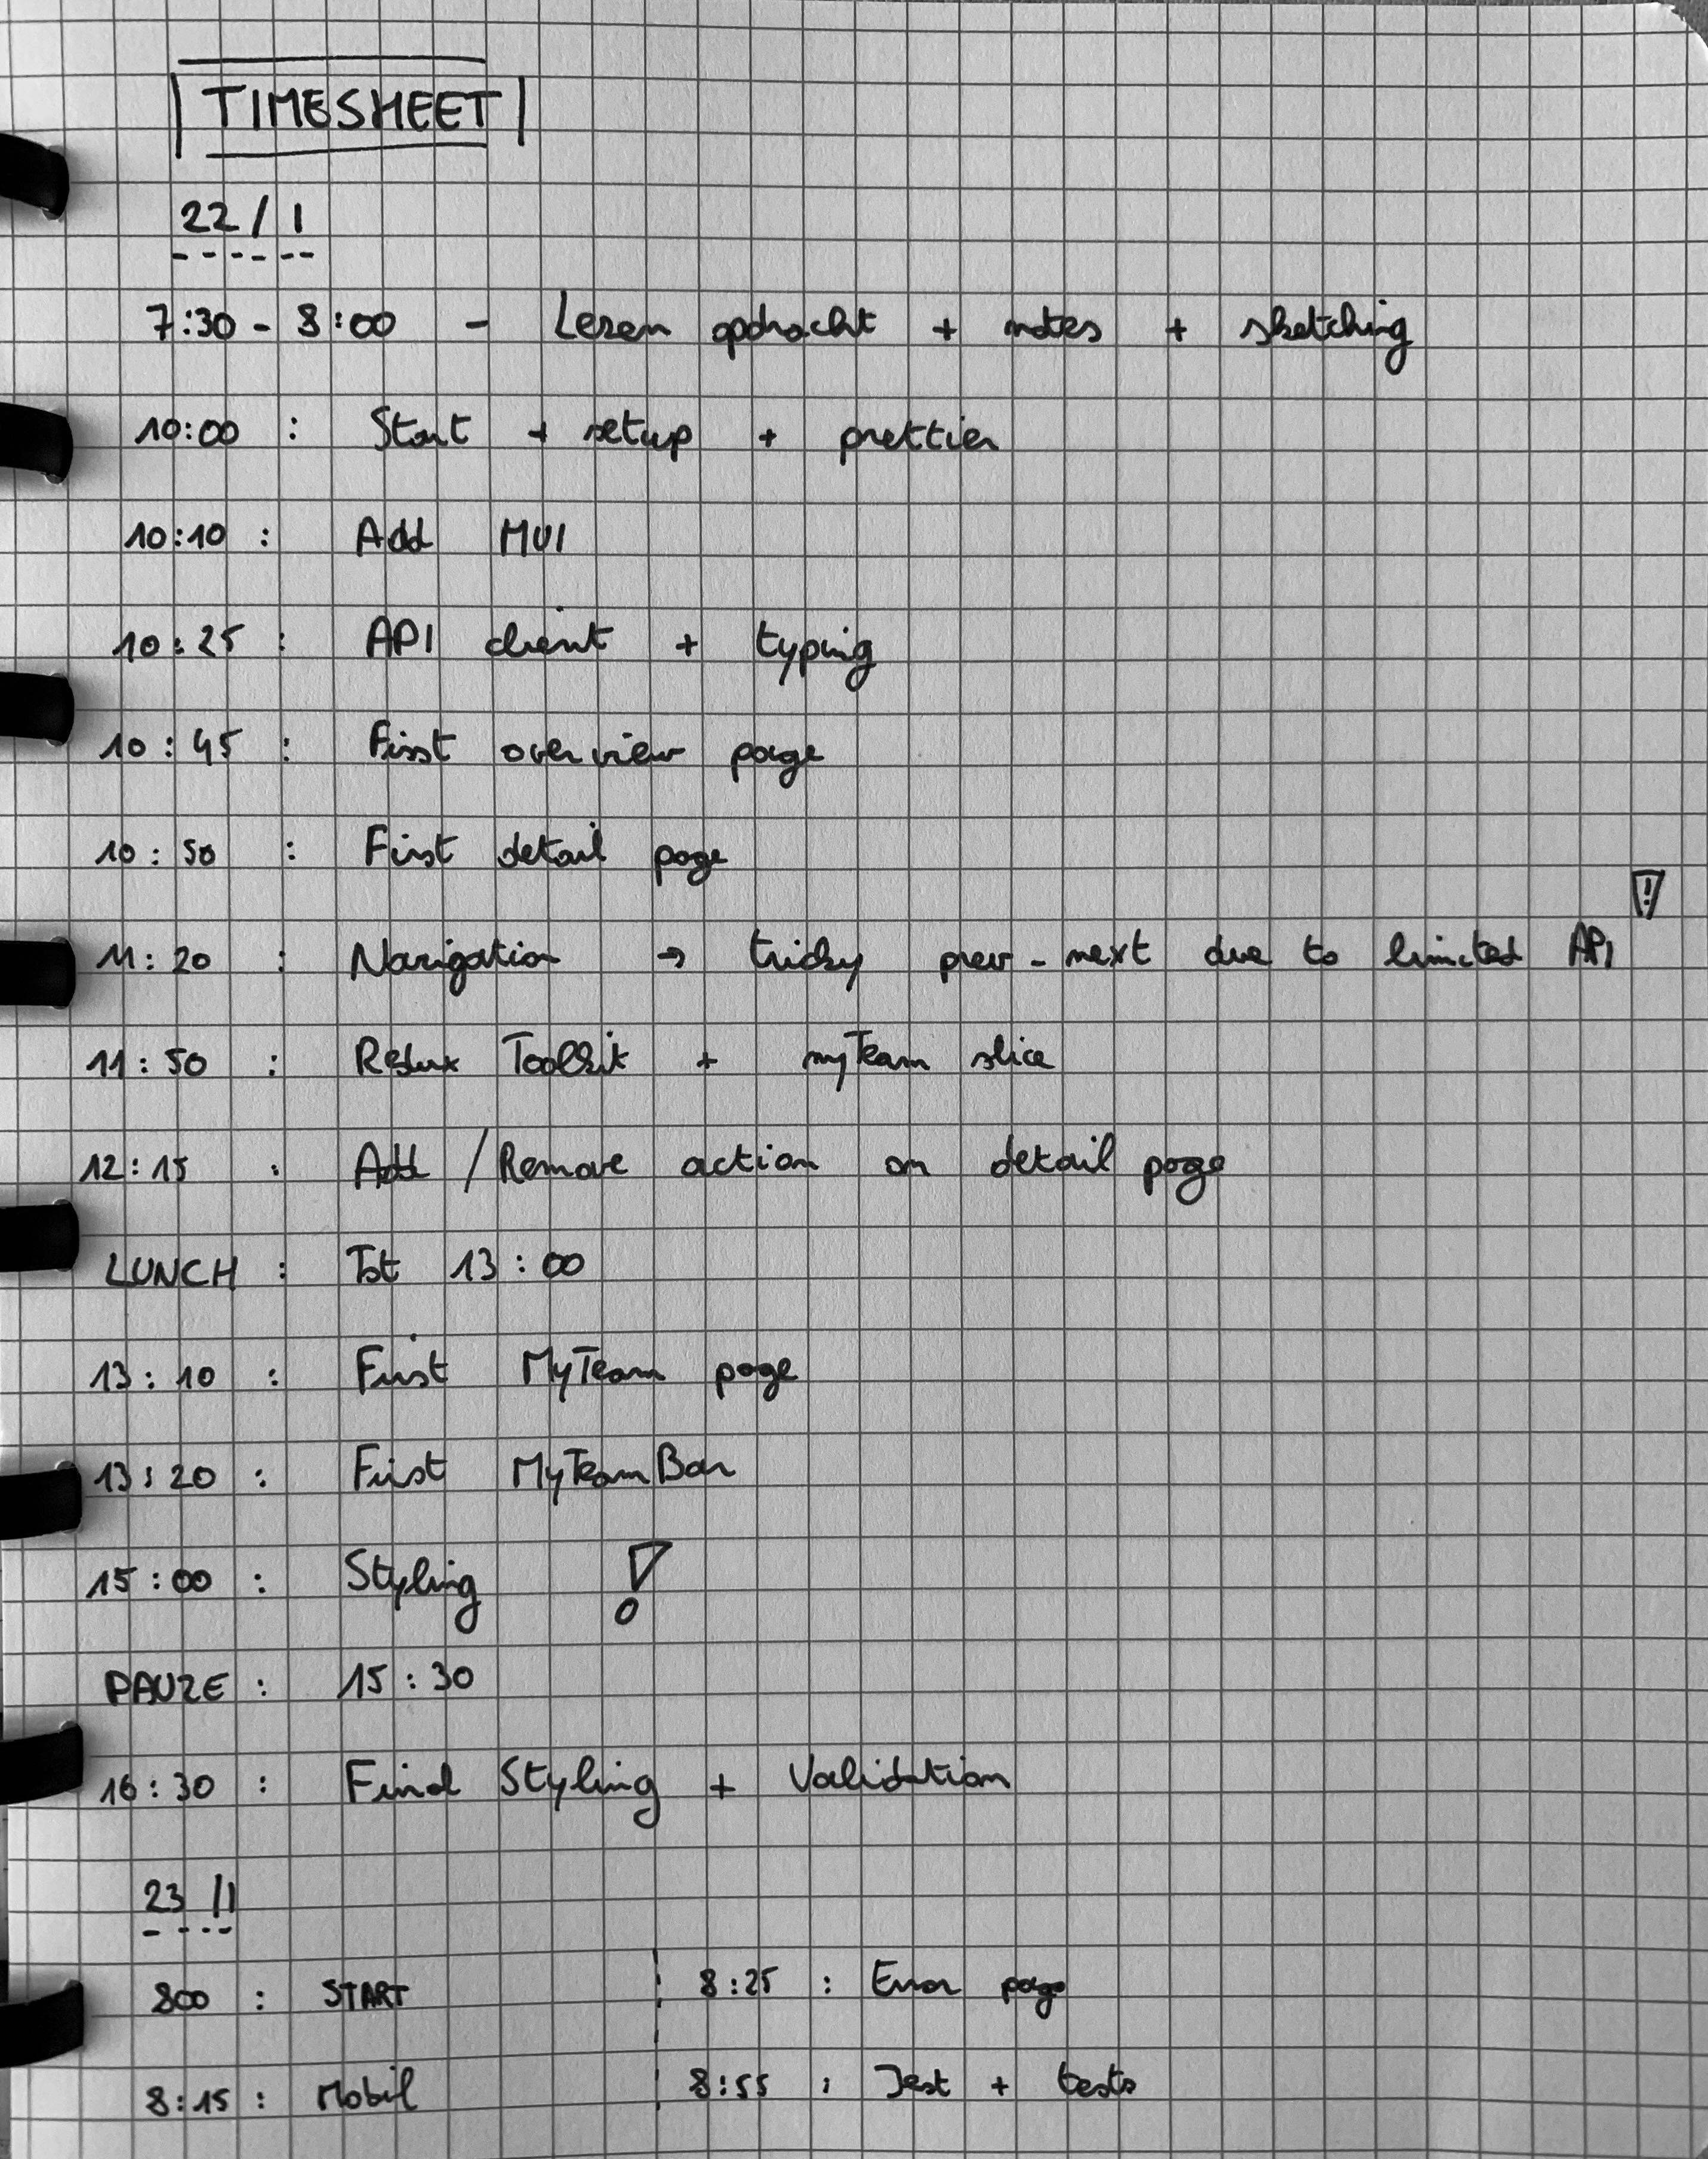 TIMESHEET
22 / 1
7:30 - 8:00 - Lezen opdracht + notes + sketching
10:00 : Start + setup + prettier
10:10 : Add MUI
10:25 : API client + typing
10:45 : First overview page
10:50 : First detail page
11:20 : Navigation → tricky prev-next due to limited API !
11:50 : Redux Toolkit + myTeam slice
12:15 : Add / Remove action on detail page
LUNCH : Tot 13:00
13:10 : First MyTeam page
13:20 : First MyTeamBar
15:00 : Styling !
PAUZE : 15:30
16:30 : Final Styling + Validation
23 /1
800 : START
8:15 : Mobil
8:25 : Error page
8:55 : Jest + tests